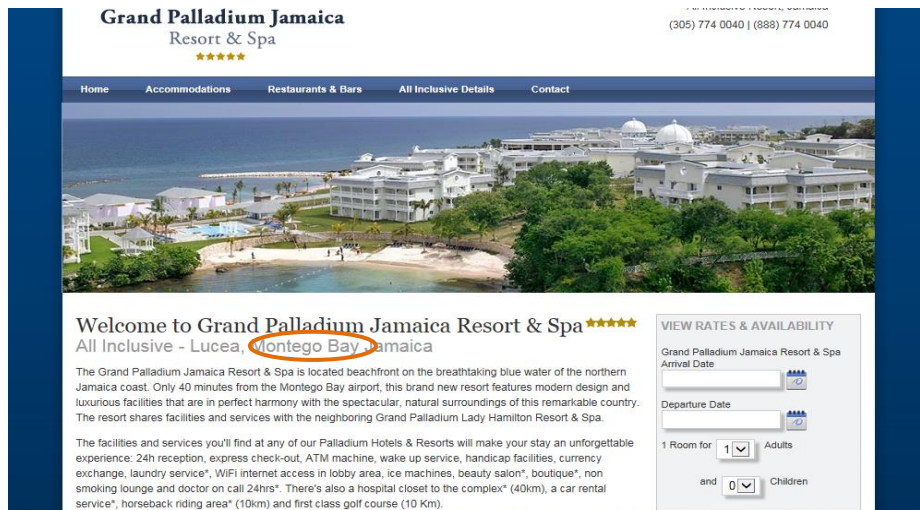 Grand Palladium Jamaica
Resort & Spa
All Inclusive Resort, Jamaica
(305) 774 0040 | (888) 774 0040
Home Accommodations Restaurants & Bars All Inclusive Details Contact
Welcome to Grand Palladium Jamaica Resort & Spa
All Inclusive - Lucea, Montego Bay Jamaica
The Grand Palladium Jamaica Resort & Spa is located beachfront on the breathtaking blue water of the northern
Jamaica coast. Only 40 minutes from the Montego Bay airport, this brand new resort features modern design and
luxurious facilities that are in perfect harmony with the spectacular, natural surroundings of this remarkable country.
The resort shares facilities and services with the neighboring Grand Palladium Lady Hamilton Resort & Spa.
The facilities and services you'll find at any of our Palladium Hotels & Resorts will make your stay an unforgettable
experience: 24h reception, express check-out, ATM machine, wake up service, handicap facilities, currency
exchange, laundry service*, WiFi internet access in lobby area, ice machines, beauty salon*, boutique*, non
smoking lounge and doctor on call 24hrs*. There's also a hospital closet to the complex* (40km), a car rental
service*, horseback riding area* (10km) and first class golf course (10 Km).
VIEW RATES & AVAILABILITY
Grand Palladium Jamaica Resort & Spa
Arrival Date
Departure Date
1 Room for 1 Adults
and 0 Children